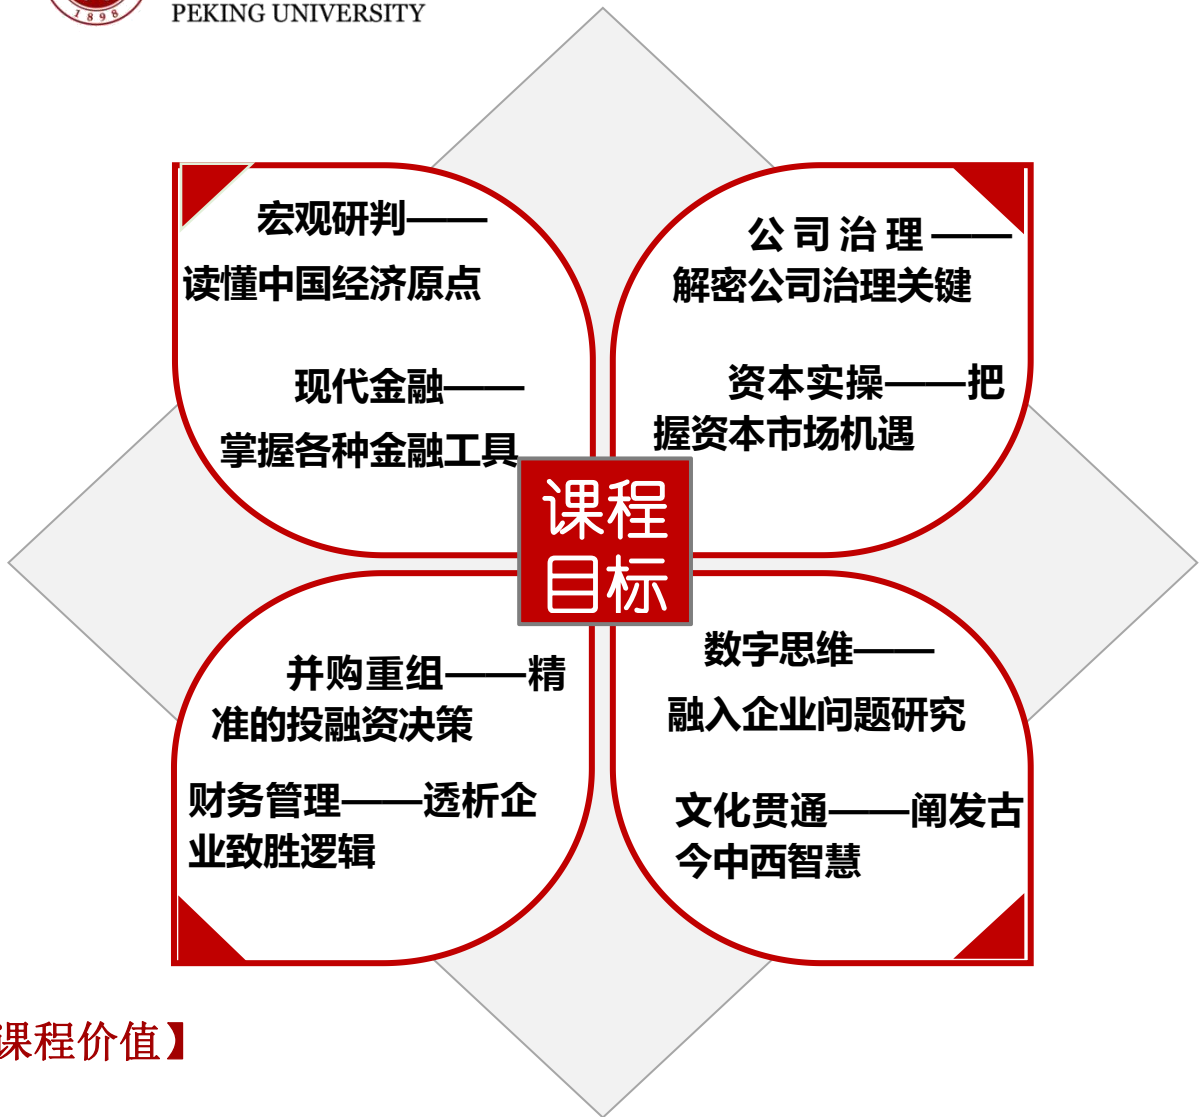 1898
PEKING UNIVERSITY
宏观研判——
读懂中国经济原点
现代金融——
掌握各种金融工具
公司治理——
解密公司治理关键
资本实操——把
握资本市场机遇
课程
目标
并购重组——精
准的投融资决策
财务管理——透析企
业致胜逻辑
数字思维——
融入企业问题研究
文化贯通——阐发古
今中西智慧
课程价值】